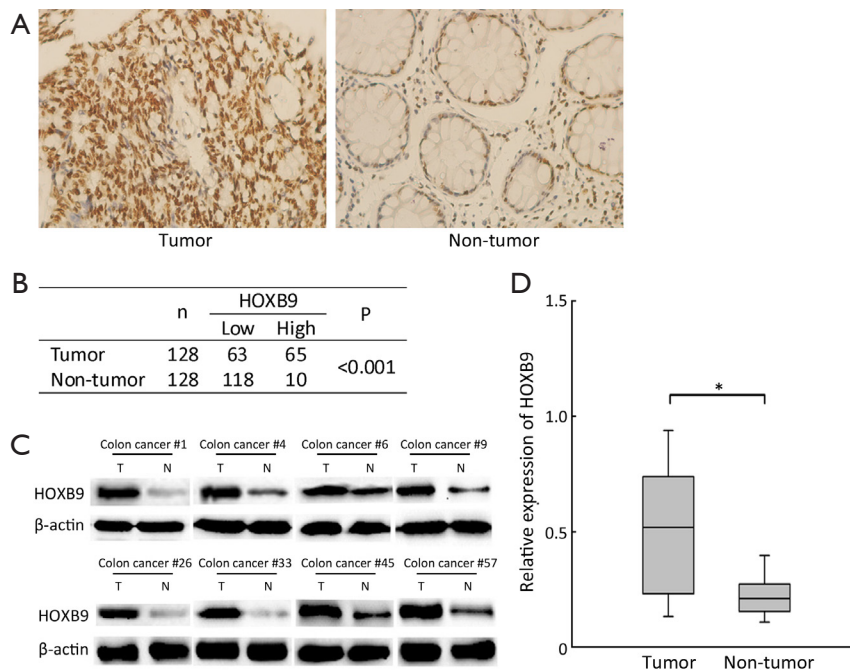 A
Tumor
Non-tumor
B
n
HOXB9
P
Low
High
Tumor 128 63 65
<0.001
Non-tumor 128 118 10
C
Colon cancer #1
Colon cancer #4
Colon cancer #6
Colon cancer #9
T N T N T N T N
HOXB9
β-actin
Colon cancer #26
Colon cancer #33
Colon cancer #45
Colon cancer #57
T N T N T N T N
HOXB9
β-actin
D
Relative expression of HOXB9
1.5
1.0
0.5
0
*
Tumor
Non-tumor